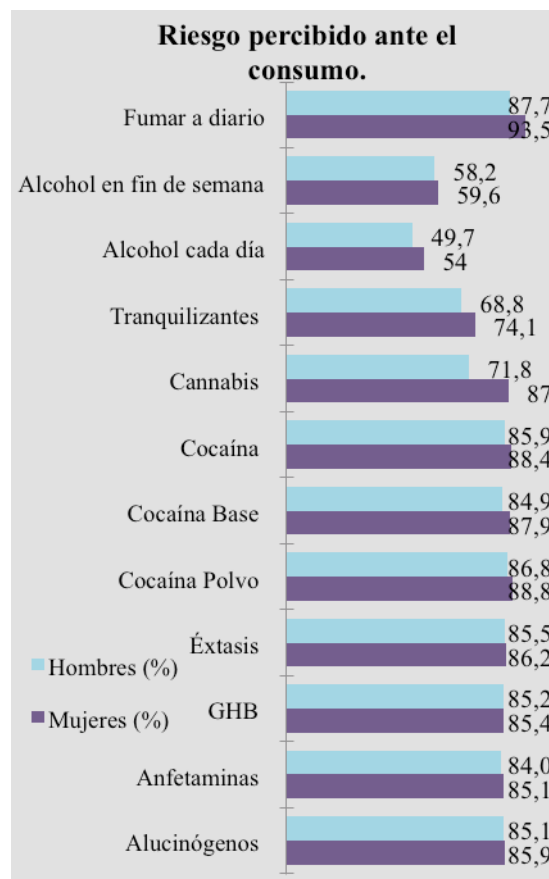 Riesgo percibido ante el
consumo.
Fumar a diario
87,7
93,5
Alcohol en fin de semana
58,2
59,6
Alcohol cada día
49,7
54
Tranquilizantes
68,8
74,1
Cannabis
71,8
87
Cocaína
85,9
88,4
Cocaína Base
84,9
87,9
Cocaína Polvo
86,8
88,8
Éxtasis
85,5
86,2
Hombres (%)
GHB
85,2
85,4
Mujeres (%)
Anfetaminas
84,0
85,1
Alucinógenos
85,1
85,9